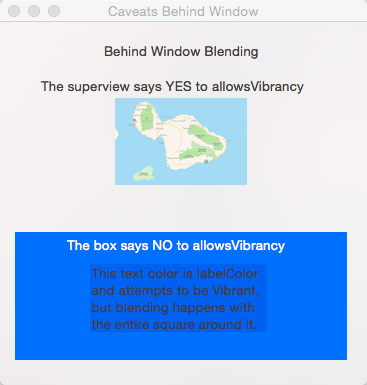 Caveats Behind Window
Behind Window Blending
The superview says YES to allowsVibrancy
The box says NO to allowsVibrancy
This text color is labelColor
and attempts to be Vibrant,
but blending happens with
the entire square around it.